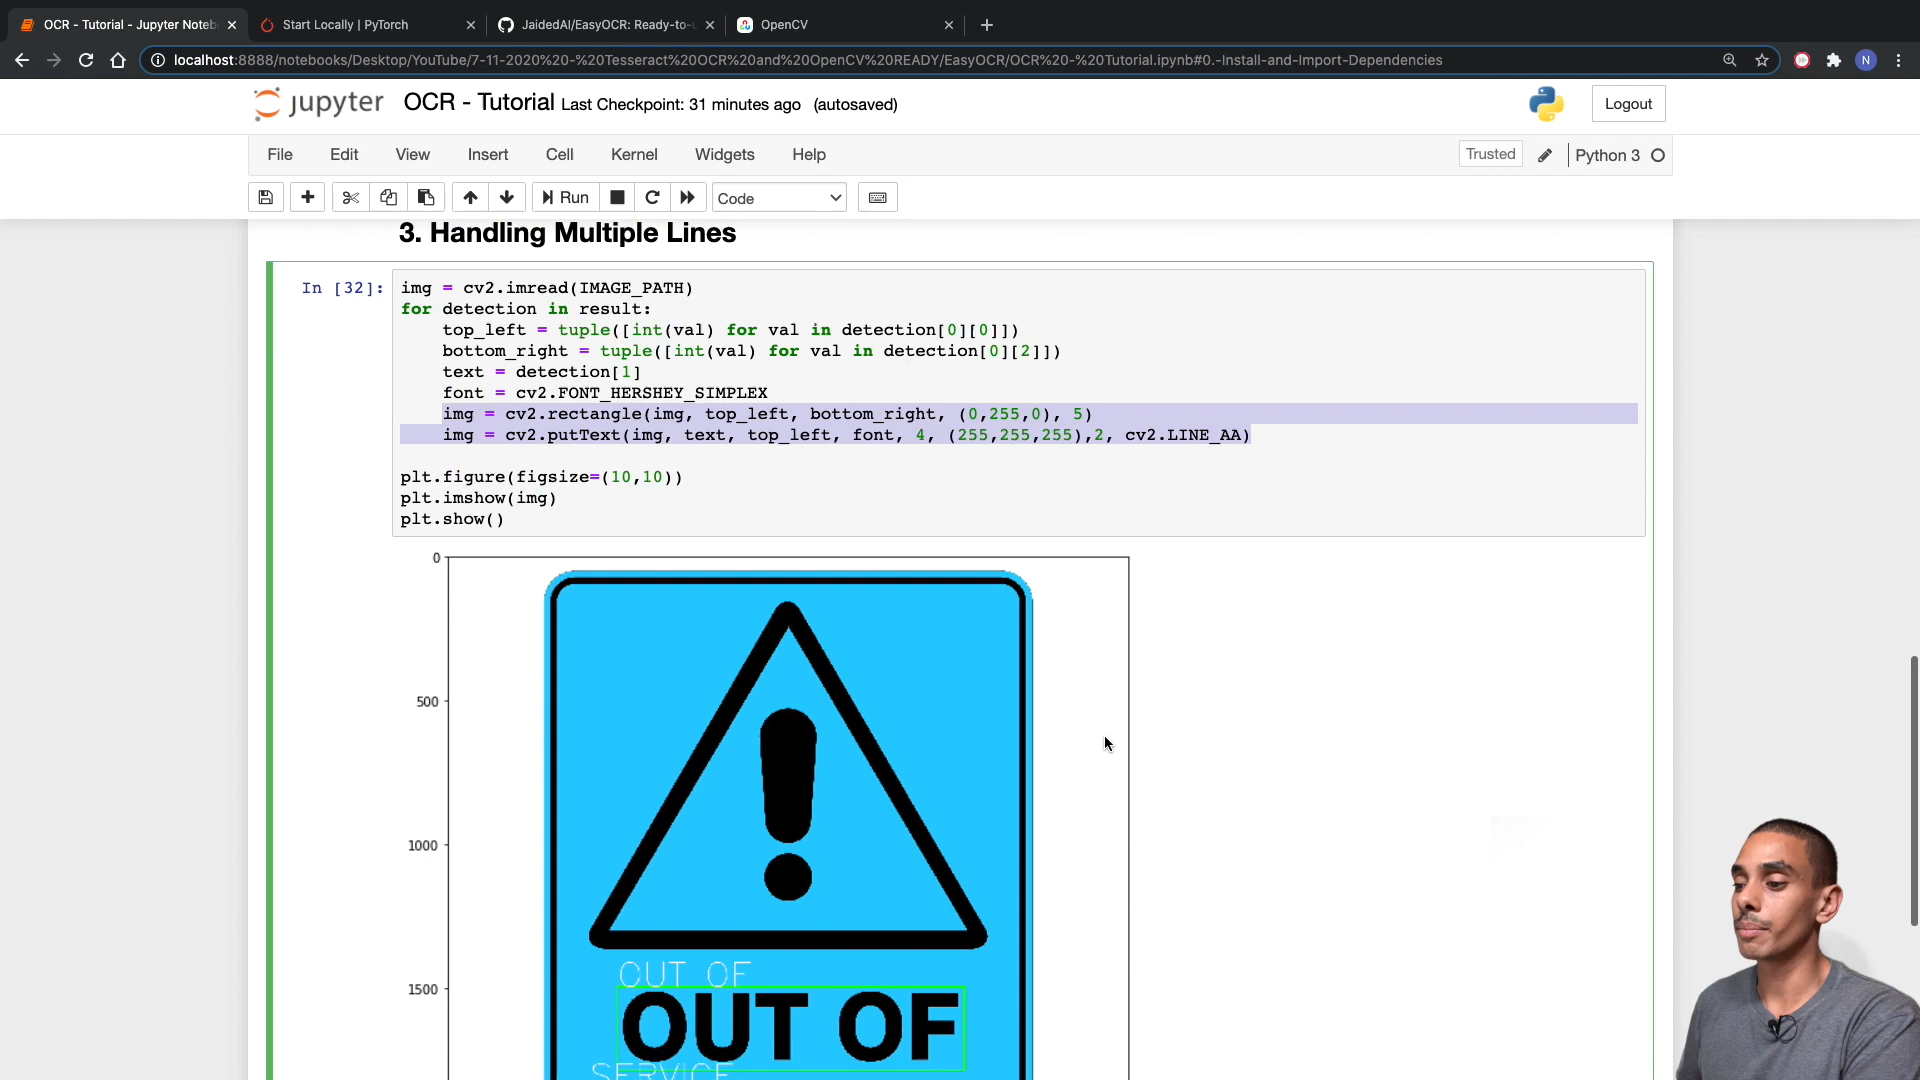 OCR - Tutorial - Jupyter Noteb
Start Locally | PyTorch
JaidedAI/EasyOCR: Ready-to-
OpenCV
localhost:8888/notebooks/Desktop/YouTube/7-11-2020%20-%20Tesseract%20OCR%20and%20OpenCV%20READY/EasyOCR/OCR%20-%20Tutorial.ipynb#0.-Install-and-Import-Dependencies
N
jupyter OCR - Tutorial Last Checkpoint: 31 minutes ago (autosaved)
Logout
File Edit View Insert Cell Kernel Widgets Help
Trusted
Python 3
Run
Code
3. Handling Multiple Lines
In [32]:
img = cv2.imread(IMAGE_PATH)
for detection in result:
    top_left = tuple([int(val) for val in detection[0][0]])
    bottom_right = tuple([int(val) for val in detection[0][2]])
    text = detection[1]
    font = cv2.FONT_HERSHEY_SIMPLEX
    img = cv2.rectangle(img, top_left, bottom_right, (0,255,0), 5)
    img = cv2.putText(img, text, top_left, font, 4, (255,255,255),2, cv2.LINE_AA)
plt.figure(figsize=(10,10))
plt.imshow(img)
plt.show()
0
500
1000
1500
OUT OF
OUT OF
SERVICE